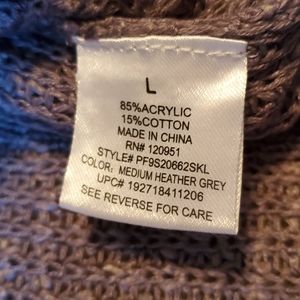 L
85%ACRYLIC
15%COTTON
MADE IN CHINA
RN# 120951
STYLE# PF9S20662SKL
COLOR: MEDIUM HEATHER GREY
UPC# 192718411206
SEE REVERSE FOR CARE